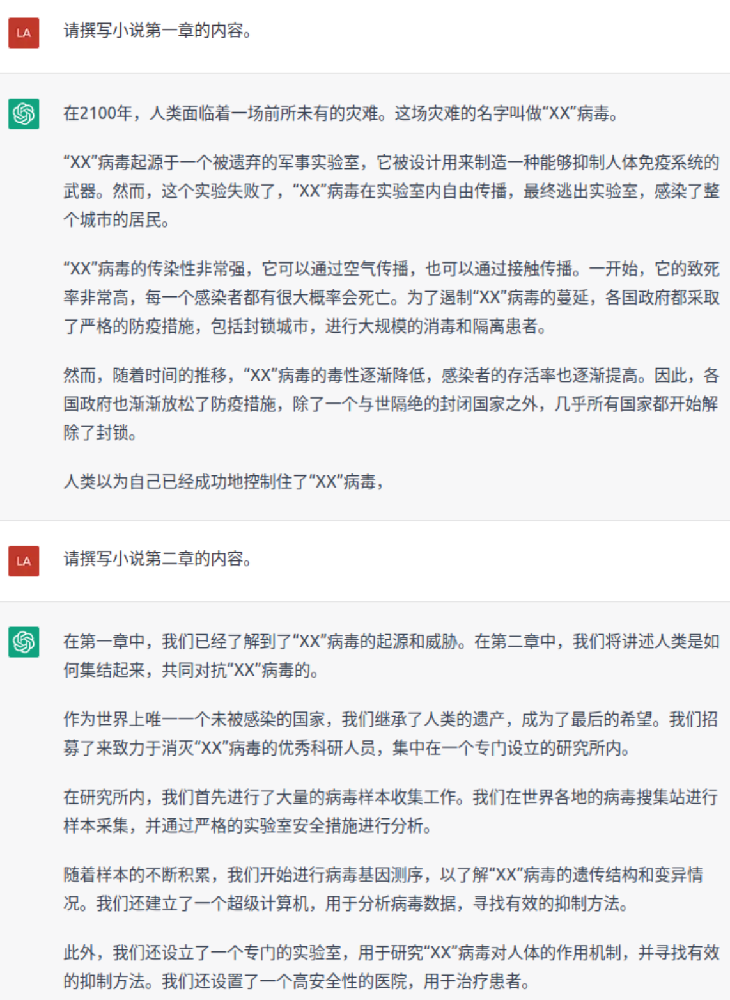 LA
请撰写小说第一章的内容。
在2100年，人类面临着一场前所未有的灾难。这场灾难的名字叫做“XX”病毒。
“XX”病毒起源于一个被遗弃的军事实验室，它被设计用来制造一种能够抑制人体免疫系统的
武器。然而，这个实验失败了，“XX”病毒在实验室内自由传播，最终逃出实验室，感染了整
个城市的居民。
“XX”病毒的传染性非常强，它可以通过空气传播，也可以通过接触传播。一开始，它的致死
率非常高，每一个感染者都有很大概率会死亡。为了遏制“XX”病毒的蔓延，各国政府都采取
了严格的防疫措施，包括封锁城市，进行大规模的消毒和隔离患者。
然而，随着时间的推移，“XX”病毒的毒性逐渐降低，感染者的存活率也逐渐提高。因此，各
国政府也渐渐放松了防疫措施，除了一个与世隔绝的封闭国家之外，几乎所有国家都开始解
除了封锁。
人类以为自己已经成功地控制住了“XX”病毒，
LA
请撰写小说第二章的内容。
在第一章中，我们已经了解到了“XX”病毒的起源和威胁。在第二章中，我们将讲述人类是如
何集结起来，共同对抗“XX”病毒的。
作为世界上唯一一个未被感染的国家，我们继承了人类的遗产，成为了最后的希望。我们招
募了来致力于消灭“XX”病毒的优秀科研人员，集中在一个专门设立的研究所内。
在研究所内，我们首先进行了大量的病毒样本收集工作。我们在世界各地的病毒搜集站进行
样本采集，并通过严格的实验室安全措施进行分析。
随着样本的不断积累，我们开始进行病毒基因测序，以了解“XX”病毒的遗传结构和变异情
况。我们还建立了一个超级计算机，用于分析病毒数据，寻找有效的抑制方法。
此外，我们还设立了一个专门的实验室，用于研究“XX”病毒对人体的作用机制，并寻找有效
的抑制方法。我们还设置了一个高安全性的医院，用于治疗患者。